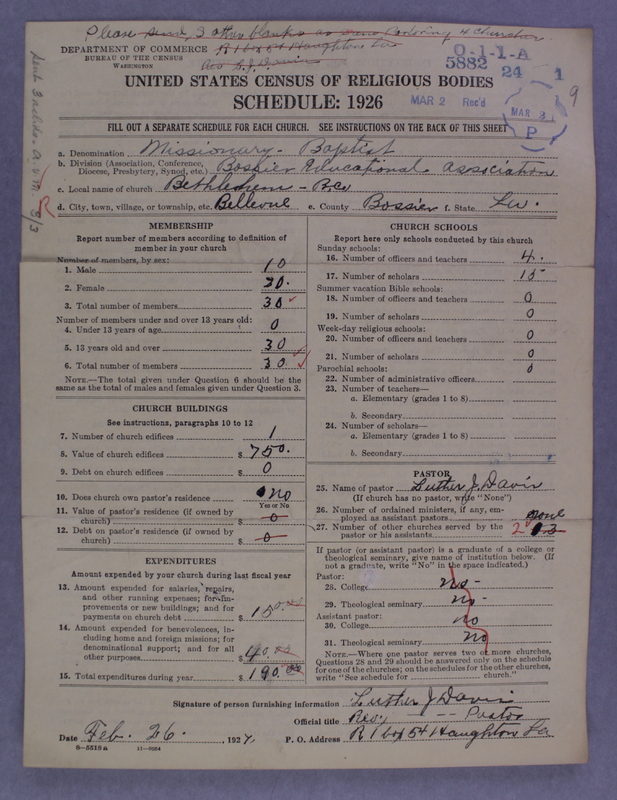 Please send 3 other blanks as am Pastoring 4 churches.
R 1 box 54 Haughton La
Rev L. J. Davis
DEPARTMENT OF COMMERCE
BUREAU OF THE CENSUS
WASHINGTON
O-1-1-A
5882
24 1
9
UNITED STATES CENSUS OF RELIGIOUS BODIES
SCHEDULE: 1926
MAR 2 Rec'd
MAR 3
P
FILL OUT A SEPARATE SCHEDULE FOR EACH CHURCH. SEE INSTRUCTIONS ON THE BACK OF THIS SHEET
a. Denomination Missionary - Baptist
b. Division (Association, Conference, Diocese, Presbytery, Synod, etc.) Bossier Educational Association
c. Local name of church Bethlehem
d. City, town, village, or township, etc. Bellevue e. County Bossier f. State La.
R
3/3
MEMBERSHIP
Report number of members according to definition of
member in your church
Number of members, by sex:
1. Male 10
2. Female 20.
3. Total number of members 30
Number of members under and over 13 years old:
4. Under 13 years of age 0
5. 13 years old and over 30
6. Total number of members 30
NOTE.—The total given under Question 6 should be the
same as the total of males and females given under Question 3.
CHURCH BUILDINGS
See instructions, paragraphs 10 to 12
7. Number of church edifices 1
8. Value of church edifices $ 750.
9. Debt on church edifices $ 0
10. Does church own pastor's residence no
Yes or No
11. Value of pastor's residence (if owned by
church) $ 0
12. Debt on pastor's residence (if owned by
church) $ 0
EXPENDITURES
Amount expended by your church during last fiscal year
13. Amount expended for salaries, repairs,
and other running expenses; for improvements or new buildings; and for
payments on church debt $ 150.00
14. Amount expended for benevolences, including home and foreign missions; for
denominational support; and for all
other purposes $ 40.00
15. Total expenditures during year $ 190.00
CHURCH SCHOOLS
Report here only schools conducted by this church
Sunday schools:
16. Number of officers and teachers 4.
17. Number of scholars 15
Summer vacation Bible schools:
18. Number of officers and teachers 0
19. Number of scholars 0
Week-day religious schools:
20. Number of officers and teachers 0
21. Number of scholars 0
Parochial schools: 0
22. Number of administrative officers
23. Number of teachers—
a. Elementary (grades 1 to 8)
b. Secondary
24. Number of scholars—
a. Elementary (grades 1 to 8)
b. Secondary
PASTOR
25. Name of pastor Luther J. Davis
(If church has no pastor, write "None")
26. Number of ordained ministers, if any, employed as assistant pastors none
27. Number of other churches served by the
pastor or his assistants 2 3
If pastor (or assistant pastor) is a graduate of a college or
theological seminary, give name of institution below. (If
not a graduate, write "No" in the space indicated.)
Pastor:
28. College no
29. Theological seminary no
Assistant pastor:
30. College no
31. Theological seminary no
NOTE.—Where one pastor serves two or more churches,
Questions 28 and 29 should be answered only on the schedule
for one of the churches; on the schedules for the other churches,
write "See schedule for church."
Signature of person furnishing information Luther J Davis
Official title Rev. -- Pastor
Date Feb. 26., 1927. P. O. Address R 1 box 54 Haughton La
8—5518a 11—9084